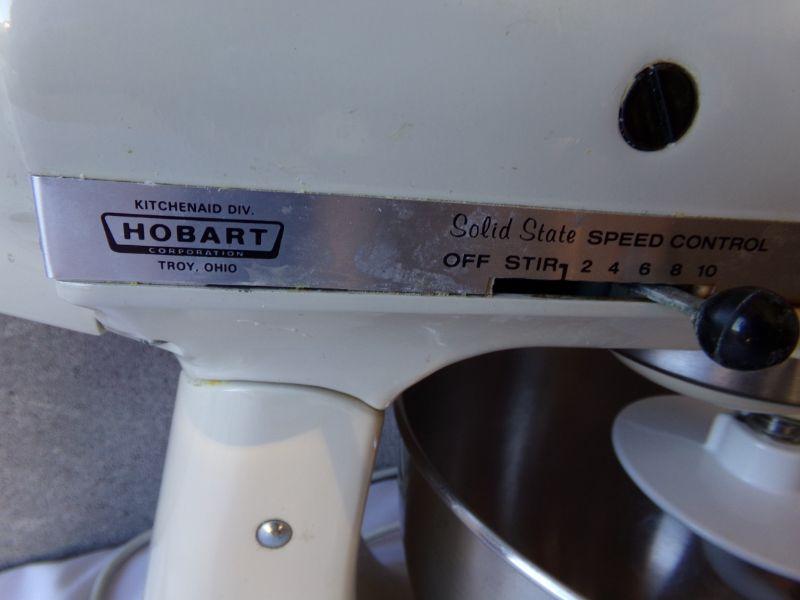 KITCHENAID DIV.
HOBART
CORPORATION
TROY, OHIO
Solid State SPEED CONTROL
OFF STIR 2 4 6 8 10